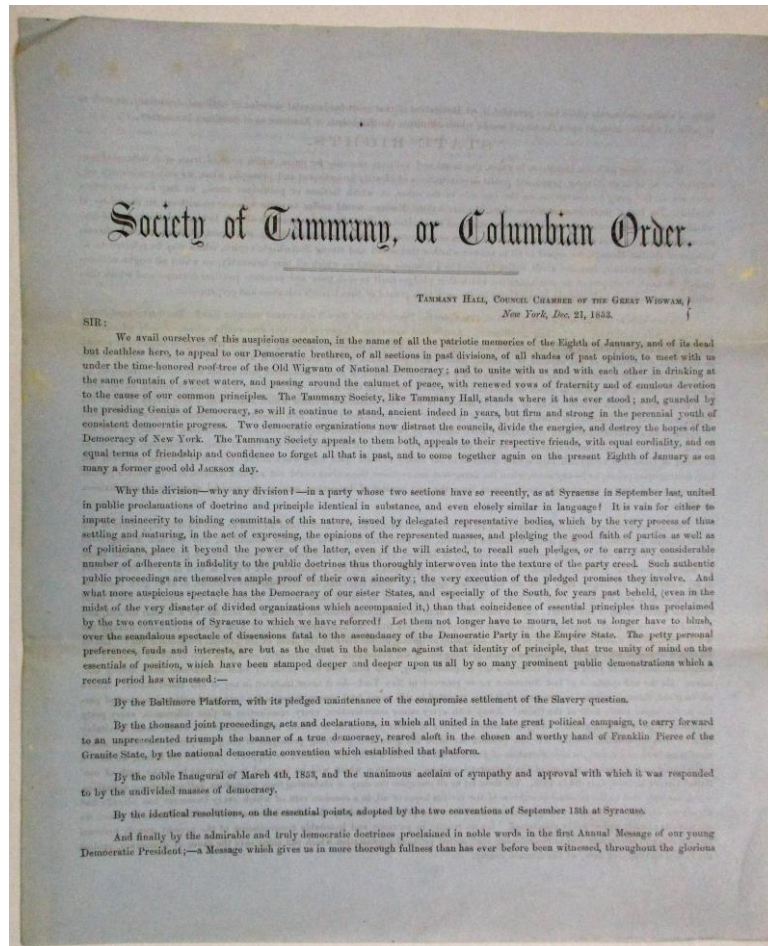 Society of Tammany, or Columbian Order.
Tammany Hall, Council Chamber of the Great Wigwam,
New York, Dec. 21, 1853.
SIR:
We avail ourselves of this auspicious occasion, in the name of all the patriotic memories of the Eighth of January, and of its dead
but deathless hero, to appeal to our Democratic brethren, of all sections in past divisions, of all shades of past opinion, to meet with us
under the time-honored roof-tree of the Old Wigwam of National Democracy; and to unite with us and with each other in drinking at
the same fountain of sweet waters, and passing around the calumet of peace, with renewed vows of fraternity and of emulous devotion
to the cause of our common principles. The Tammany Society, like Tammany Hall, stands where it has ever stood; and, guarded by
the presiding Genius of Democracy, so will it continue to stand, ancient indeed in years, but firm and strong in the perennial youth of
consistent democratic progress. Two democratic organizations now distract the councils, divide the energies, and destroy the hopes of the
Democracy of New York. The Tammany Society appeals to them both, appeals to their respective friends, with equal cordiality, and on
equal terms of friendship and confidence to forget all that is past, and to come together again on the present Eighth of January as on
many a former good old Jackson day.
Why this division—why any division?—in a party whose two sections have so recently, as at Syracuse in September last, united
in public proclamations of doctrine and principle identical in substance, and even closely similar in language? It is vain for either to
impute insincerity to binding committals of this nature, issued by delegated representative bodies, which by the very process of thus
settling and maturing, in the act of expressing, the opinions of the represented masses, and pledging the good faith of parties as well as
of politicians, place it beyond the power of the latter, even if the will existed, to recall such pledges, or to carry any considerable
number of adherents in infidelity to the public doctrines thus thoroughly interwoven into the texture of the party creed. Such authentic
public proceedings are themselves ample proof of their own sincerity; the very execution of the pledged promises they involve. And
what more auspicious spectacle has the Democracy of our sister States, and especially of the South, for years past beheld, (even in the
midst of the very disaster of divided organizations which accompanied it,) than that coincidence of essential principles thus proclaimed
by the two conventions of Syracuse to which we have referred? Let them not longer have to mourn, let not us longer have to blush,
over the scandalous spectacle of dissensions fatal to the ascendancy of the Democratic Party in the Empire State. The petty personal
preferences, feuds and interests, are but as the dust in the balance against that identity of principle, that true unity of mind on the
essentials of position, which have been stamped deeper and deeper upon us all by so many prominent public demonstrations which a
recent period has witnessed:—
By the Baltimore Platform, with its pledged maintenance of the compromise settlement of the Slavery question.
By the thousand joint proceedings, acts and declarations, in which all united in the late great political campaign, to carry forward
to an unprecedented triumph the banner of a true democracy, reared aloft in the chosen and worthy hand of Franklin Pierce of the
Granite State, by the national democratic convention which established that platform.
By the noble Inaugural of March 4th, 1853, and the unanimous acclaim of sympathy and approval with which it was responded
to by the undivided masses of democracy.
By the identical resolutions, on the essential points, adopted by the two conventions of September 13th at Syracuse.
And finally by the admirable and truly democratic doctrines proclaimed in noble words in the first Annual Message of our young
Democratic President;—a Message which gives us in more thorough fullness than has ever before been witnessed, throughout the glorious